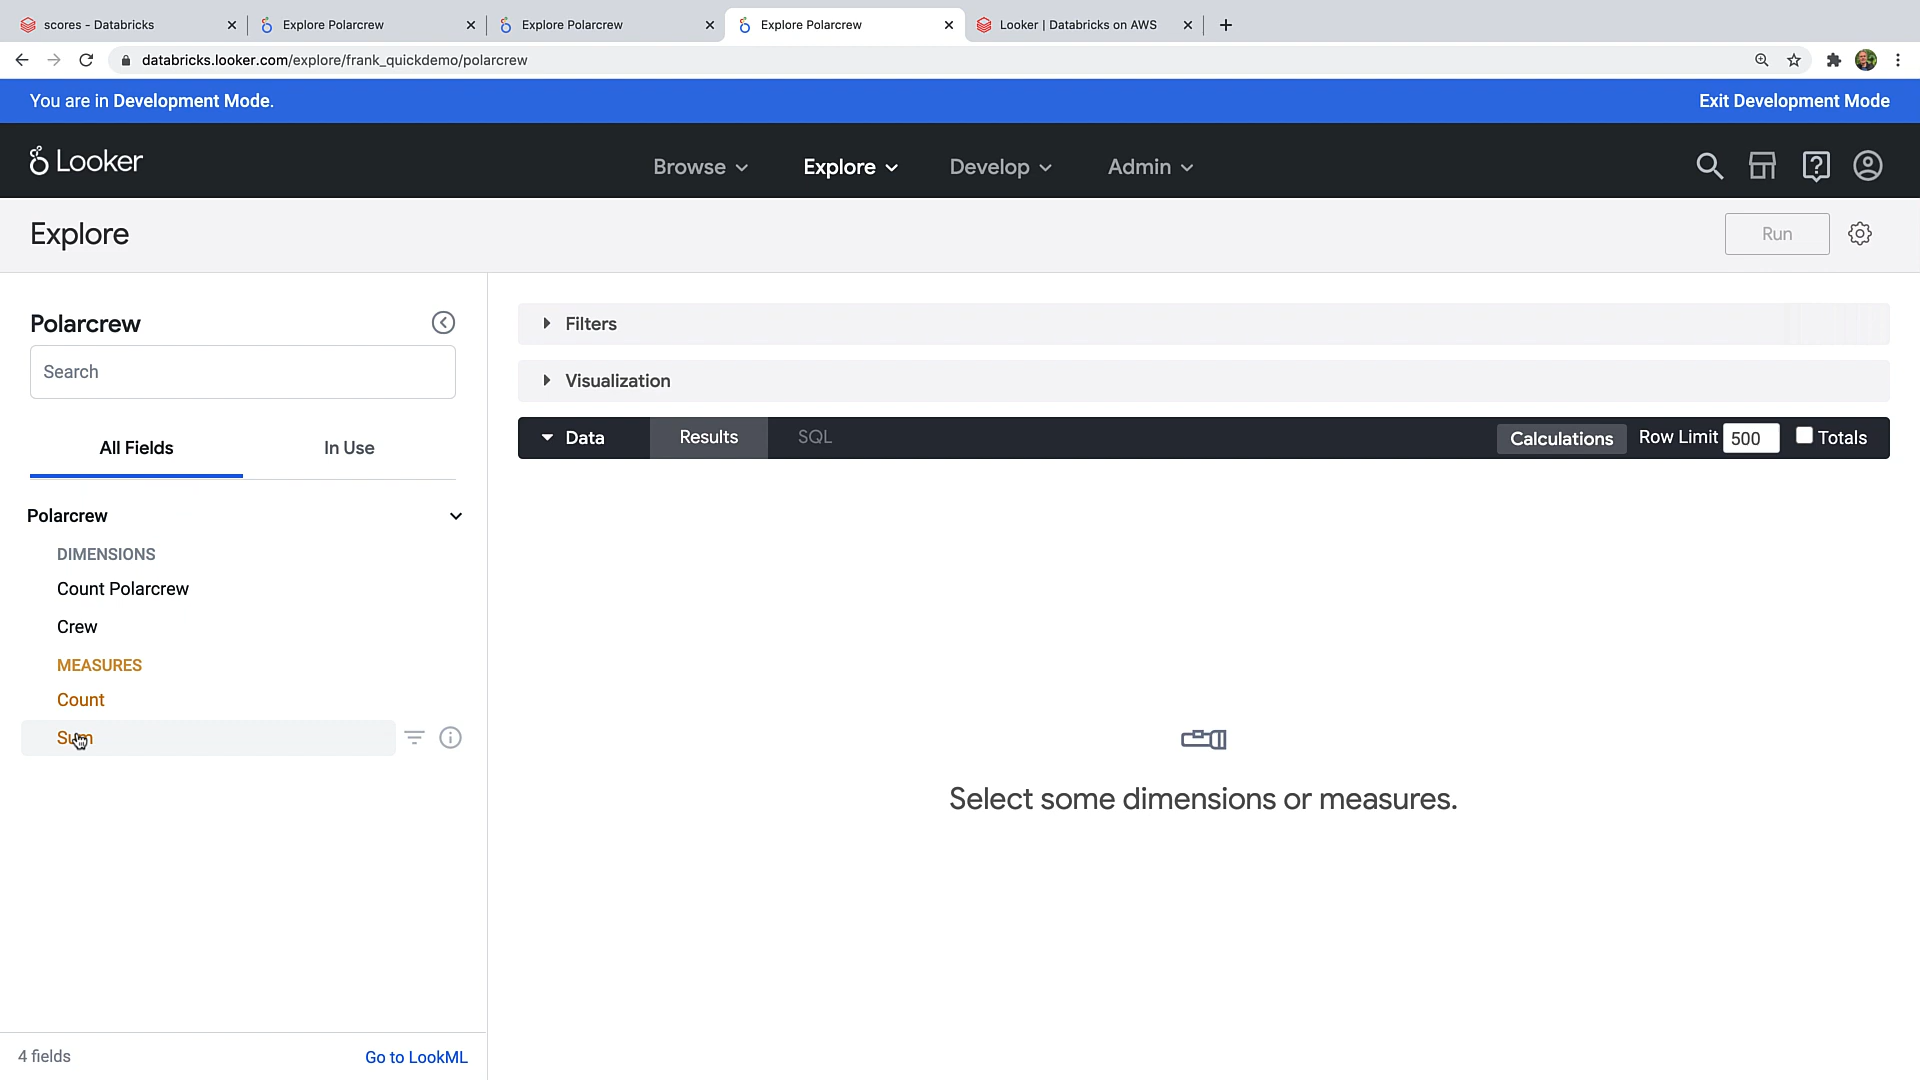 scores - Databricks
Explore Polarcrew
Explore Polarcrew
Explore Polarcrew
Looker | Databricks on AWS
databricks.looker.com/explore/frank_quickdemo/polarcrew
You are in Development Mode.
Exit Development Mode
Looker
Browse
Explore
Develop
Admin
Explore
Run
Polarcrew
Search
All Fields
In Use
Polarcrew
DIMENSIONS
Count Polarcrew
Crew
MEASURES
Count
Sum
4 fields
Go to LookML
Filters
Visualization
Data
Results
SQL
Calculations
Row Limit 500
Totals
Select some dimensions or measures.